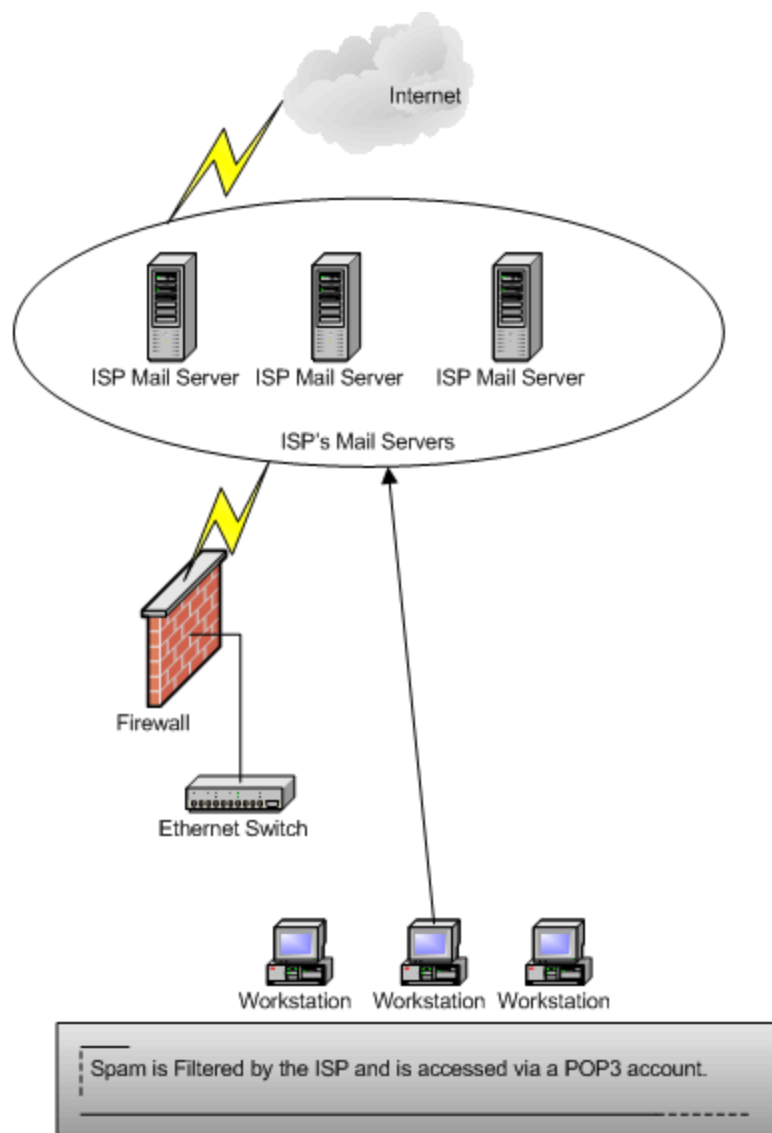 Internet
ISP Mail Server ISP Mail Server ISP Mail Server
ISP's Mail Servers
Firewall
Ethernet Switch
Workstation Workstation Workstation
Spam is Filtered by the ISP and is accessed via a POP3 account.